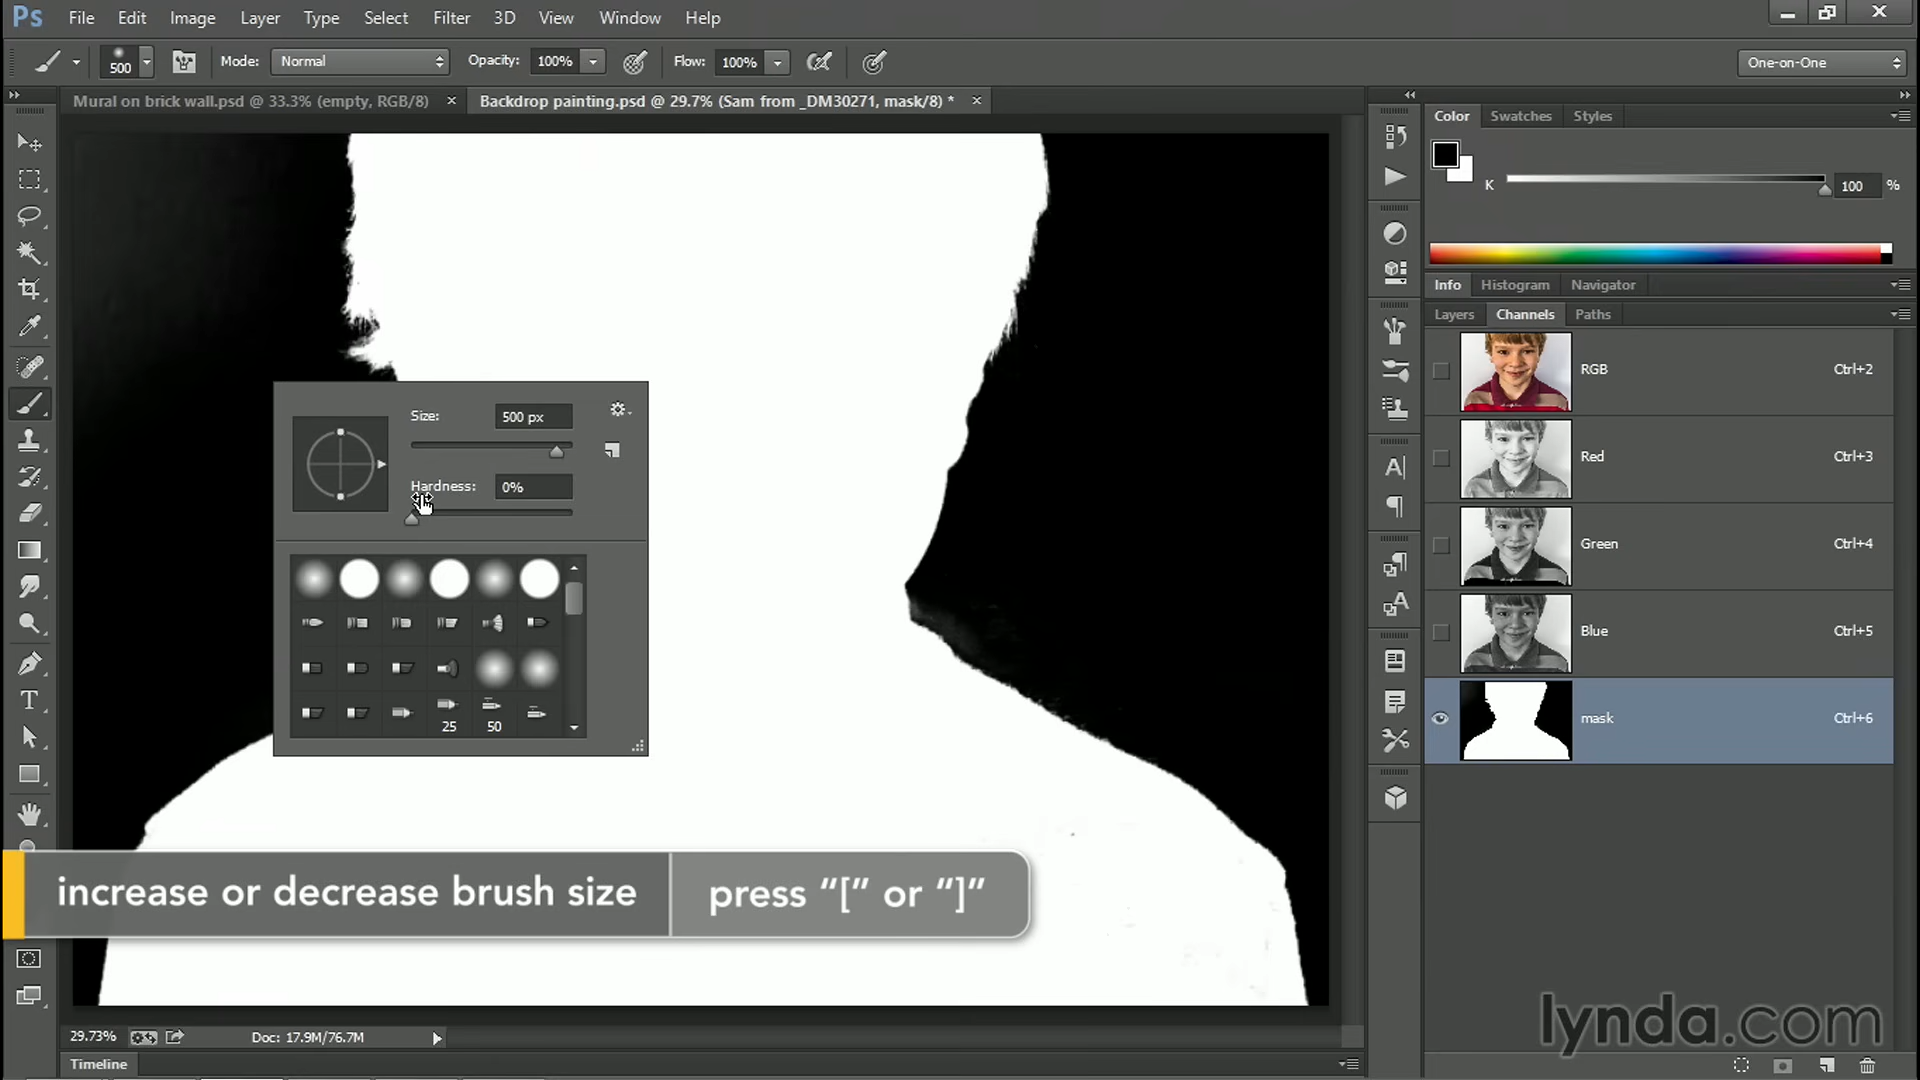 Ps File Edit Image Layer Type Select Filter 3D View Window Help
500 Mode: Normal Opacity: 100% Flow: 100% One-on-One
Mural on brick wall.psd @ 33.3% (empty, RGB/8) × Backdrop painting.psd @ 29.7% (Sam from _DM30271, mask/8) * ×
Color Swatches Styles
K 100 %
Info Histogram Navigator
Layers Channels Paths
RGB Ctrl+2
Size: 500 px
Red Ctrl+3
Hardness: 0%
Green Ctrl+4
Blue Ctrl+5
25 50
mask Ctrl+6
increase or decrease brush size press “[” or “]”
29.73% Doc: 17.9M/76.7M
Timeline
lynda.com